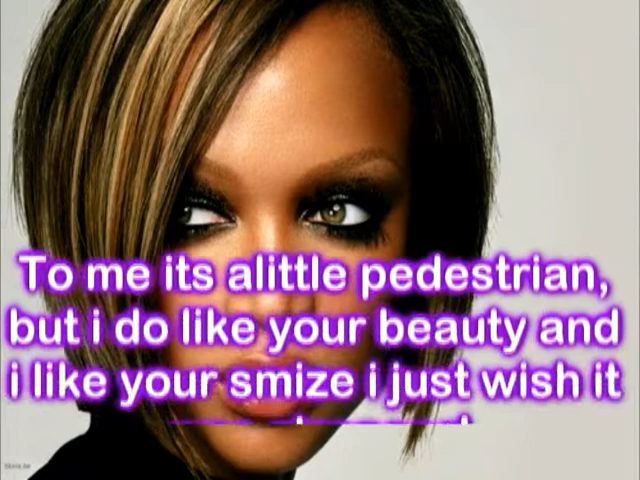 To me its alittle pedestrian,
but i do like your beauty and
i like your smize i just wish it